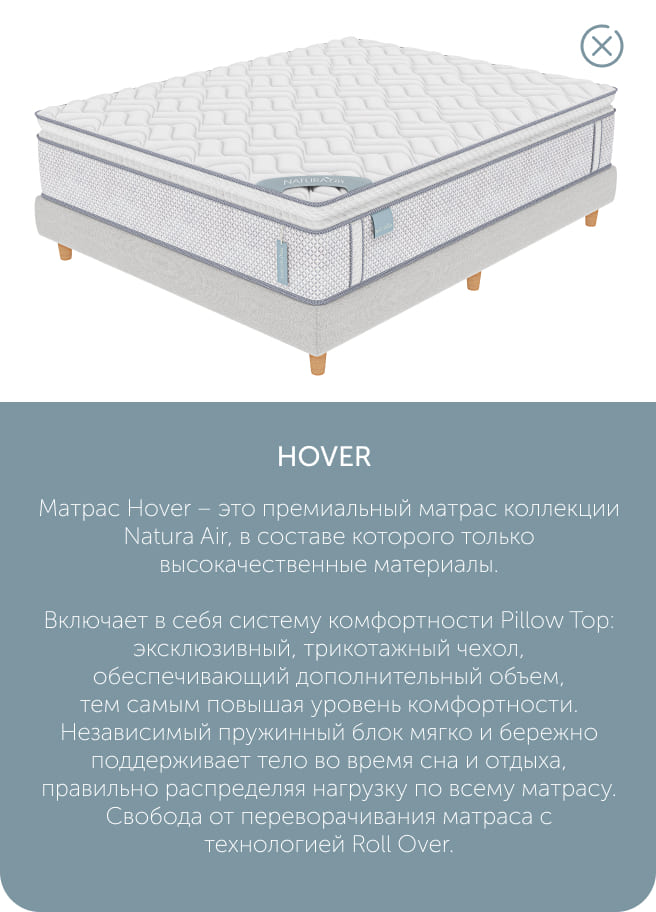 NATURA AIR
HOVER
Матрас Hover – это премиальный матрас коллекции
Natura Air, в составе которого только
высококачественные материалы.
Включает в себя систему комфортности Pillow Top:
эксклюзивный, трикотажный чехол,
обеспечивающий дополнительный объем,
тем самым повышая уровень комфортности.
Независимый пружинный блок мягко и бережно
поддерживает тело во время сна и отдыха,
правильно распределяя нагрузку по всему матрасу.
Свобода от переворачивания матраса с
технологией Roll Over.